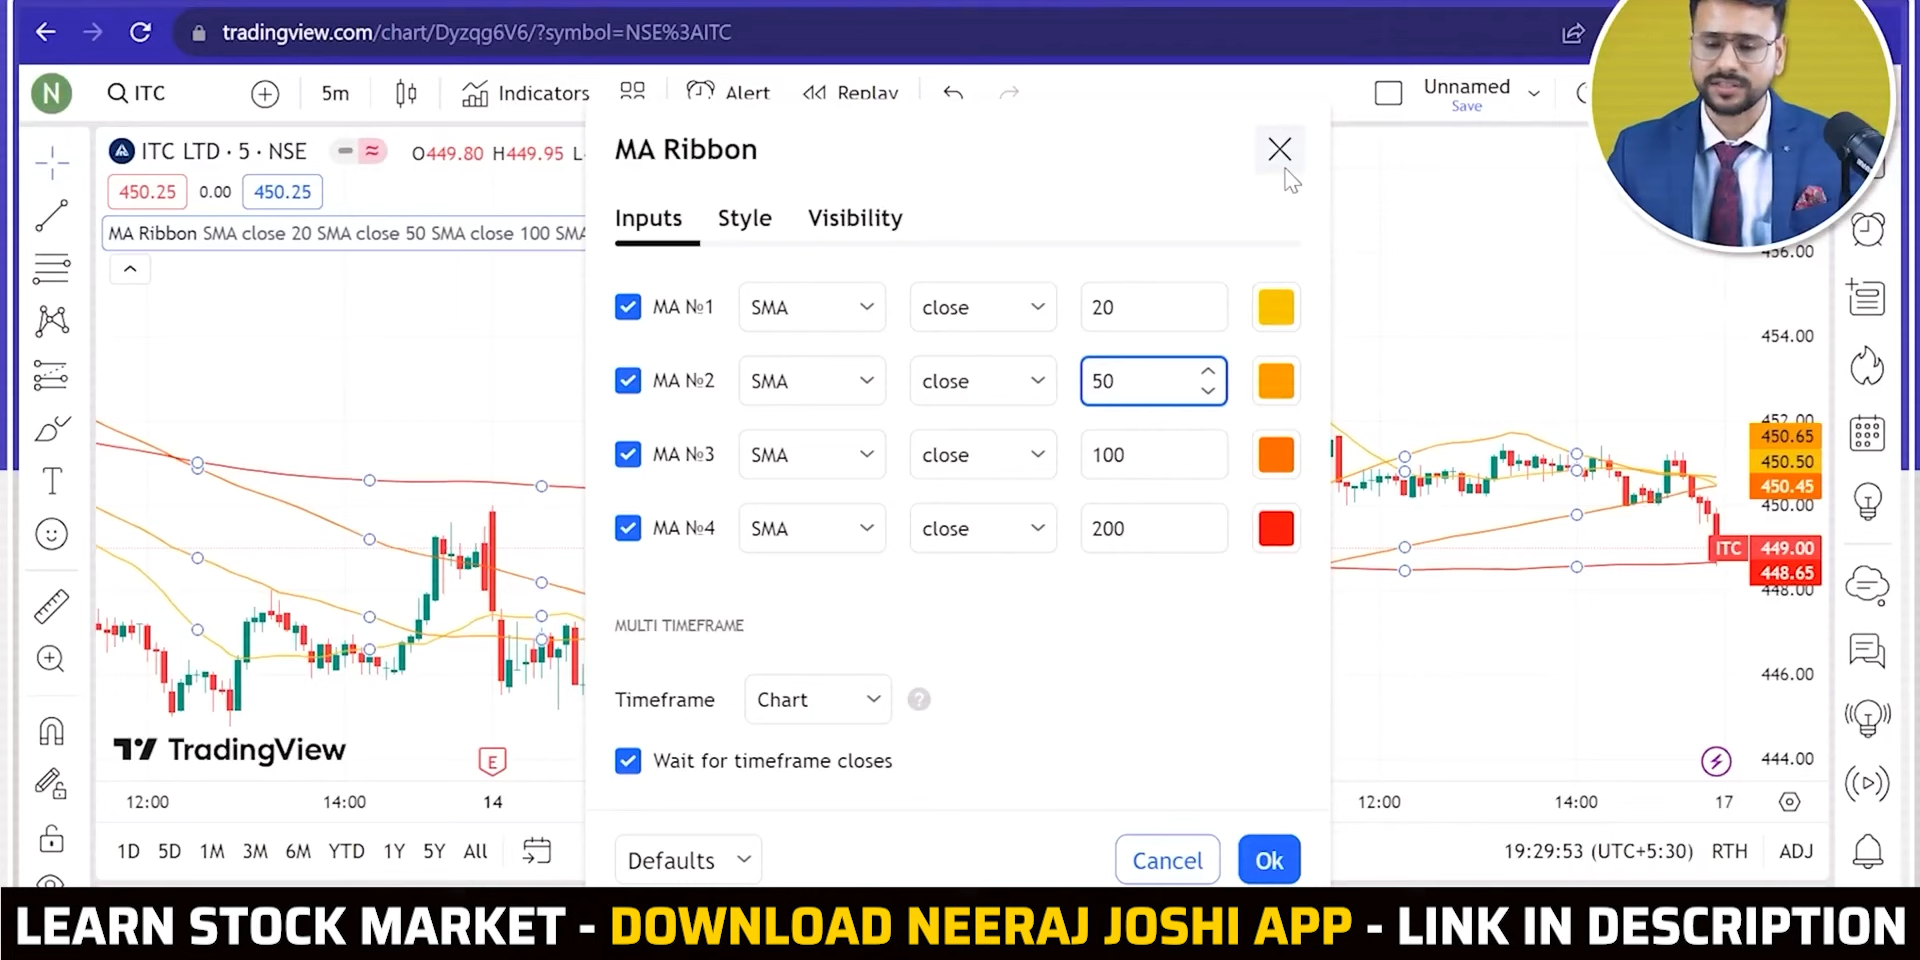 tradingview.com/chart/Dyzqg6V6/?symbol=NSE%3AITC
N
ITC
5m
Indicators
Alert
Replay
Unnamed
Save
ITC LTD · 5 · NSE
O449.80 H449.95 L
450.25 0.00 450.25
MA Ribbon SMA close 20 SMA close 50 SMA close 100 SMA
MA Ribbon
Inputs Style Visibility
MA №1 SMA close 20
MA №2 SMA close 50
MA №3 SMA close 100
MA №4 SMA close 200
MULTI TIMEFRAME
Timeframe Chart ?
Wait for timeframe closes
Defaults Cancel Ok
456.00
454.00
452.00
450.65
450.50
450.45
450.00
ITC 449.00
448.65
448.00
446.00
444.00
TradingView
E
12:00 14:00 14 12:00 14:00 17
1D 5D 1M 3M 6M YTD 1Y 5Y All
19:29:53 (UTC+5:30) RTH ADJ
LEARN STOCK MARKET - DOWNLOAD NEERAJ JOSHI APP - LINK IN DESCRIPTION